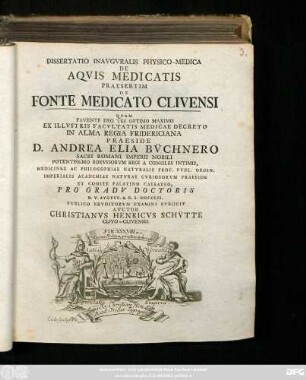 3.
DISSERTATIO INAVGVRALIS PHYSICO-MEDICA
DE
AQVIS MEDICATIS
PRAESERTIM
DE
FONTE MEDICATO CLIVENSI
QVAM
FAVENTE DEO TER OPTIMO MAXIMO
EX ILLVSTRIS FACVLTATIS MEDICAE DECRETO
IN ALMA REGIA FRIDERICIANA
PRAESIDE
D. ANDREA ELIA BVCHNERO
SACRI ROMANI IMPERII NOBILI
POTENTISSIMO BORVSSORVM REGI A CONSILIIS INTIMIS,
MEDICINAE AC PHILOSOPHIAE NATVRALIS PROF. PVBL. ORDIN.
IMPERIALIS ACADEMIAE NATVRAE CVRIOSORVM PRAESIDE
ET COMITE PALATINO CAESAREO,
PRO GRADV DOCTORIS
PVBLICO ERVDITORVM EXAMINI SVBIICIT
AVCTOR
CHRISTIANVS HENRICVS SCHÜTTE
CLIVO-CLIVENSIS.